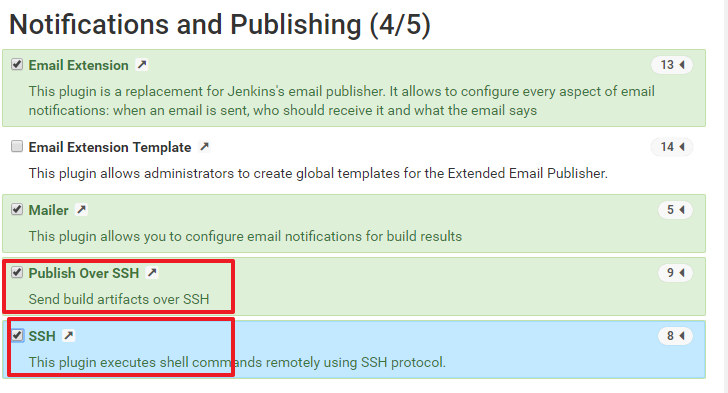 Notifications and Publishing (4/5)
Email Extension
13
This plugin is a replacement for Jenkins's email publisher. It allows to configure every aspect of email
notifications: when an email is sent, who should receive it and what the email says
Email Extension Template
14
This plugin allows administrators to create global templates for the Extended Email Publisher.
Mailer
5
This plugin allows you to configure email notifications for build results
Publish Over SSH
9
Send build artifacts over SSH
SSH
8
This plugin executes shell commands remotely using SSH protocol.